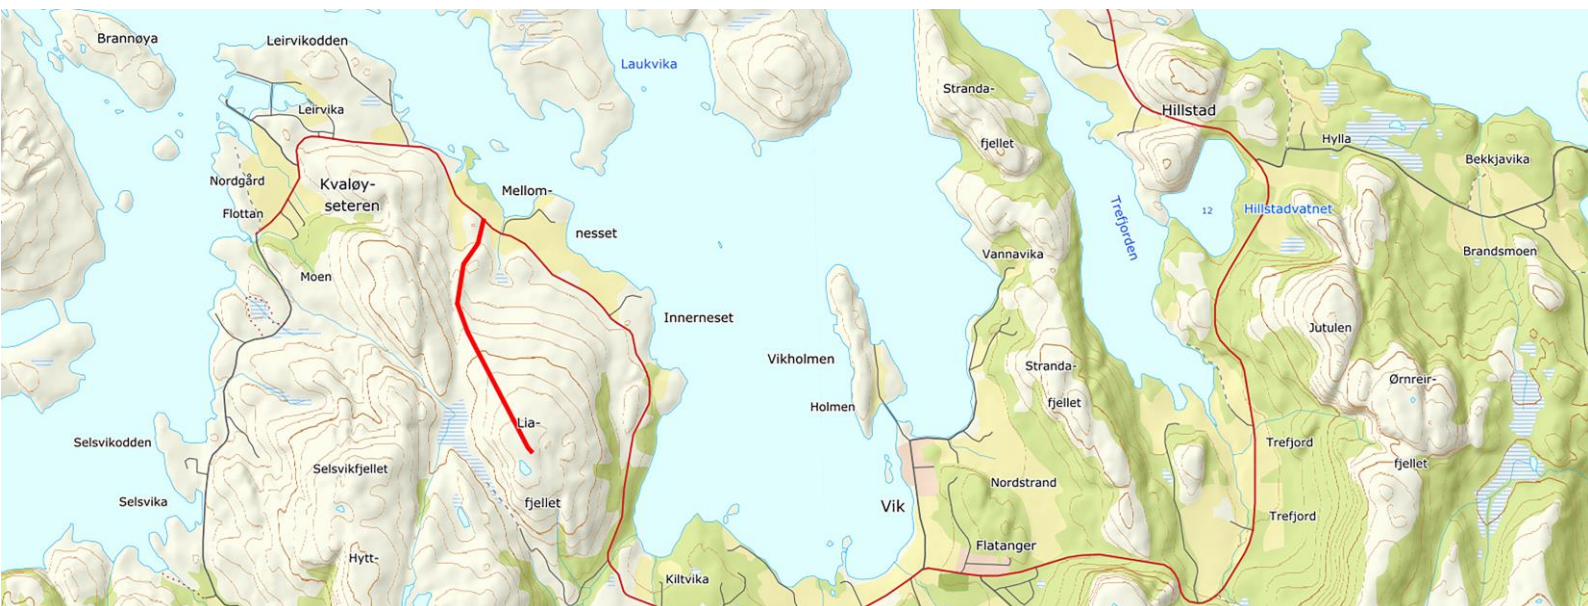 Brannøya
Leirvikodden
Laukvika
Stranda-
fjellet
Hillstad
Hylla
Bekkjavika
Leirvika
Nordgård
Kvaløy-
seteren
Mellom-
nesset
Flottan
Trefjorden
12
Hillstadvatnet
Vannavika
Brandsmoen
Moen
Innerneset
Jutulen
Vikholmen
Stranda-
fjellet
Ørnreir-
fjellet
Holmen
Lia-
fjellet
Selsvikodden
Selsvikfjellet
Trefjord
Selsvika
Nordstrand
Vik
Trefjord
Flatanger
Hytt-
Kiltvika